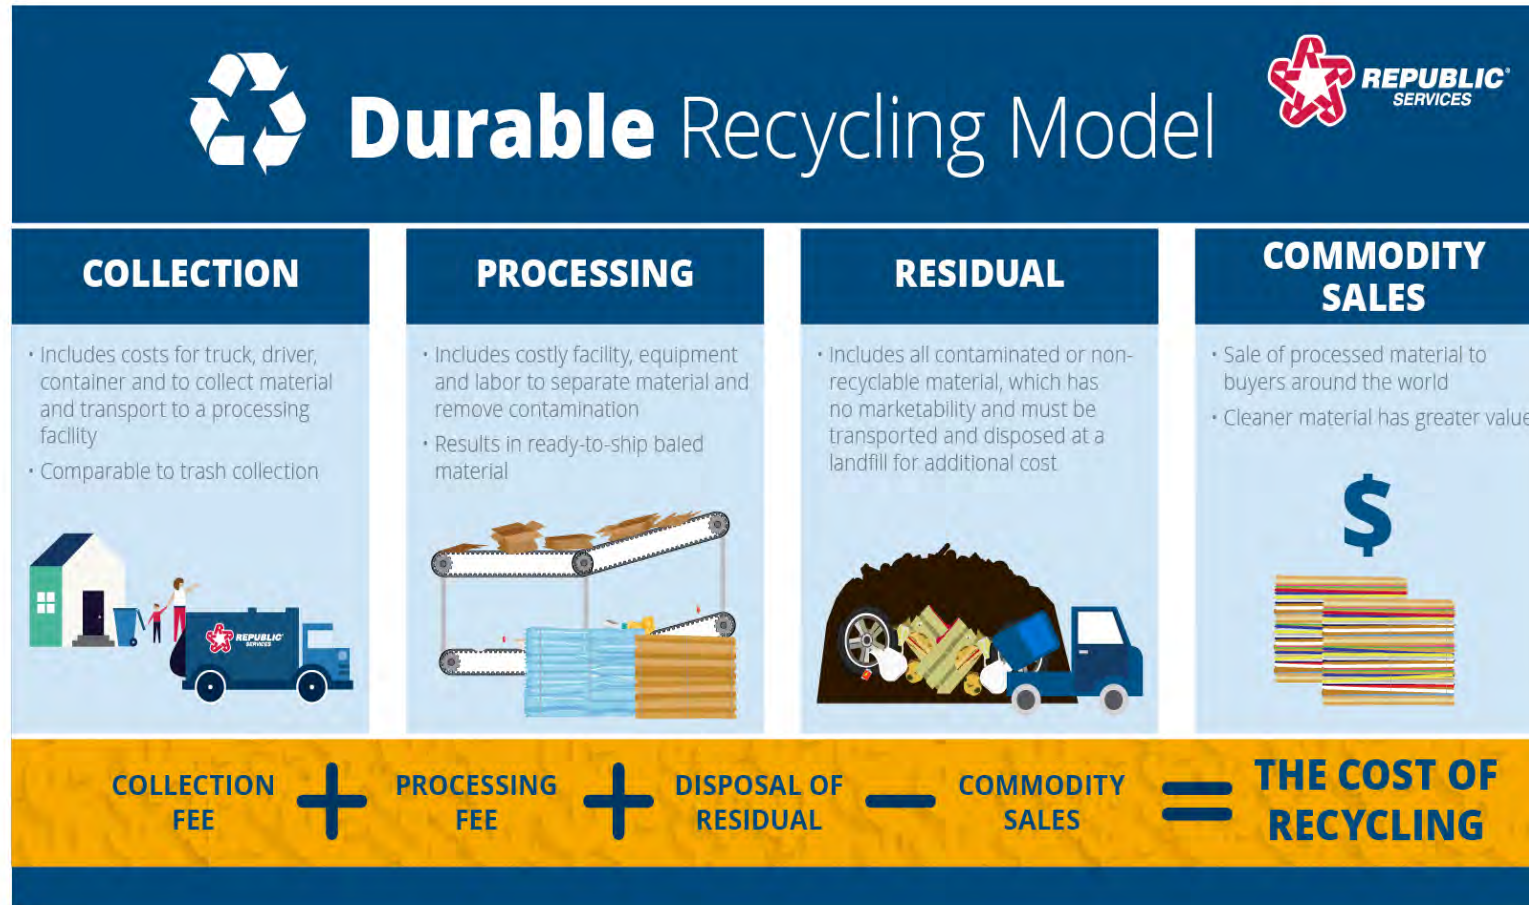 Durable Recycling Model
REPUBLIC®
SERVICES
COLLECTION
• Includes costs for truck, driver,
container and to collect material
and transport to a processing
facility
• Comparable to trash collection
REPUBLIC®
SERVICES
PROCESSING
• Includes costly facility, equipment
and labor to separate material and
remove contamination
• Results in ready-to-ship baled
material
RESIDUAL
• Includes all contaminated or non-
recyclable material, which has
no marketability and must be
transported and disposed at a
landfill for additional cost
COMMODITY
SALES
• Sale of processed material to
buyers around the world
• Cleaner material has greater value
$
COLLECTION
FEE
+
PROCESSING
FEE
+
DISPOSAL OF
RESIDUAL
—
COMMODITY
SALES
=
THE COST OF
RECYCLING